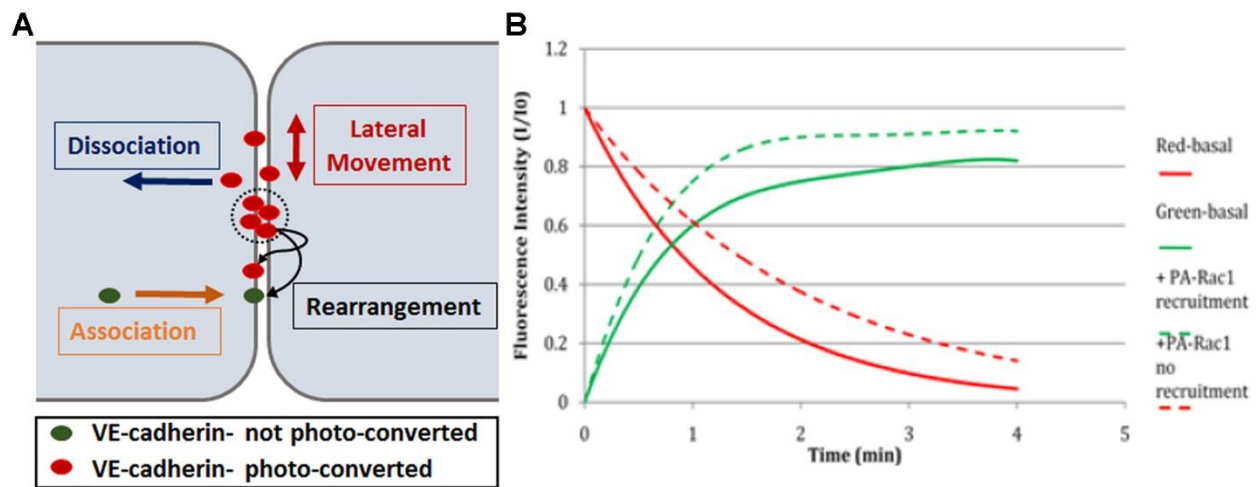 A
Dissociation
Lateral
Movement
Association
Rearrangement
VE-cadherin- not photo-converted
VE-cadherin- photo-converted
B
Fluorescence Intensity (I/I0)
1.2
1
0.8
0.6
0.4
0.2
0
0
1
2
3
4
5
Time (min)
Red-basal
Green-basal
+ PA-Rac1
recruitment
+PA-Rac1
no
recruitment